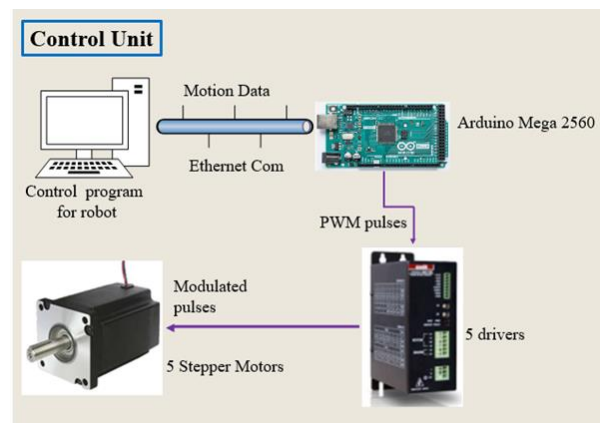 Control Unit
Motion Data
Ethernet Com
Arduino Mega 2560
Control program
for robot
PWM pulses
Modulated
pulses
5 drivers
5 Stepper Motors